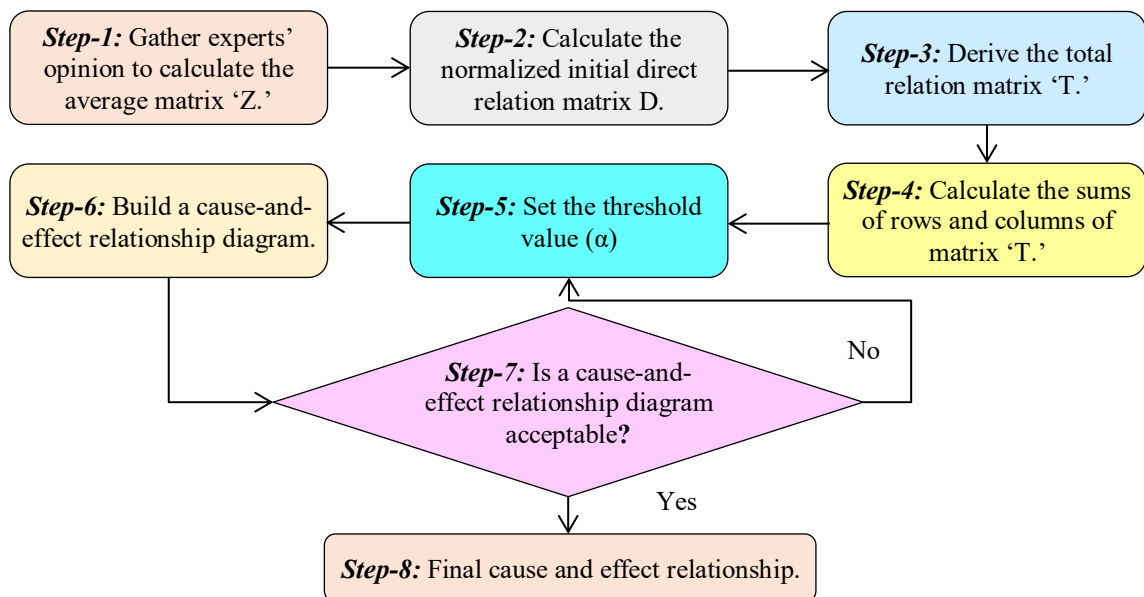 Step-1: Gather experts’
opinion to calculate the
average matrix ‘Z.’
Step-2: Calculate the
normalized initial direct
relation matrix D.
Step-3: Derive the total
relation matrix ‘T.’
Step-4: Calculate the sums
of rows and columns of
matrix ‘T.’
Step-5: Set the threshold
value (α)
Step-6: Build a cause-and-
effect relationship diagram.
Step-7: Is a cause-and-
effect relationship diagram
acceptable?
No
Yes
Step-8: Final cause and effect relationship.